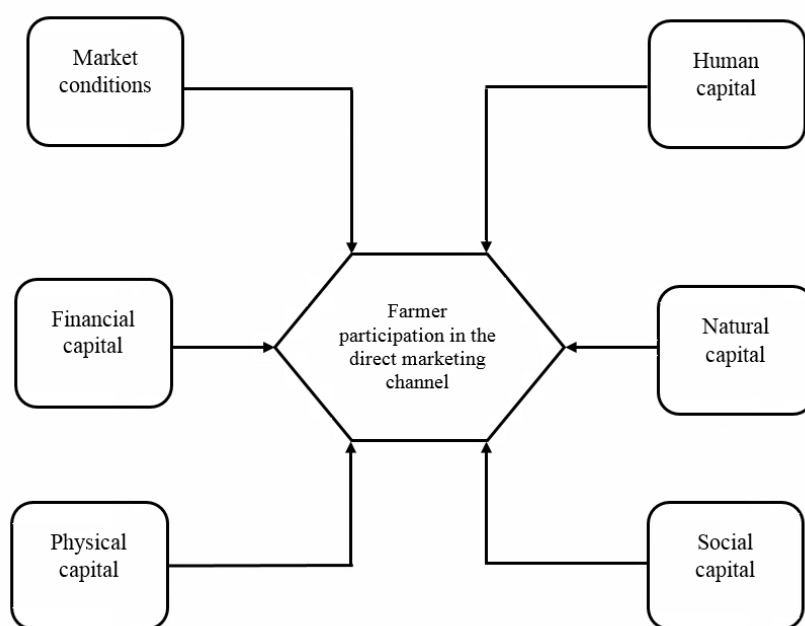 Market
conditions
Human
capital
Financial
capital
Farmer
participation in the
direct marketing
channel
Natural
capital
Physical
capital
Social
capital